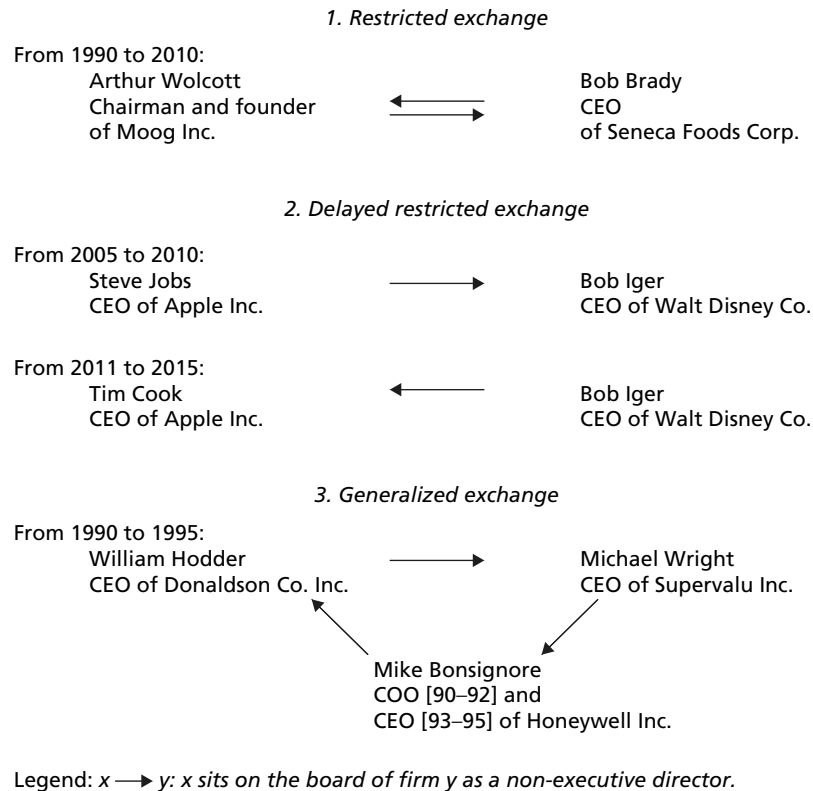 1. Restricted exchange
From 1990 to 2010:
Arthur Wolcott
Chairman and founder
of Moog Inc.
Bob Brady
CEO
of Seneca Foods Corp.
2. Delayed restricted exchange
From 2005 to 2010:
Steve Jobs
CEO of Apple Inc.
Bob Iger
CEO of Walt Disney Co.
From 2011 to 2015:
Tim Cook
CEO of Apple Inc.
Bob Iger
CEO of Walt Disney Co.
3. Generalized exchange
From 1990 to 1995:
William Hodder
CEO of Donaldson Co. Inc.
Michael Wright
CEO of Supervalu Inc.
Mike Bonsignore
COO [90–92] and
CEO [93–95] of Honeywell Inc.
Legend: x → y: x sits on the board of firm y as a non-executive director.